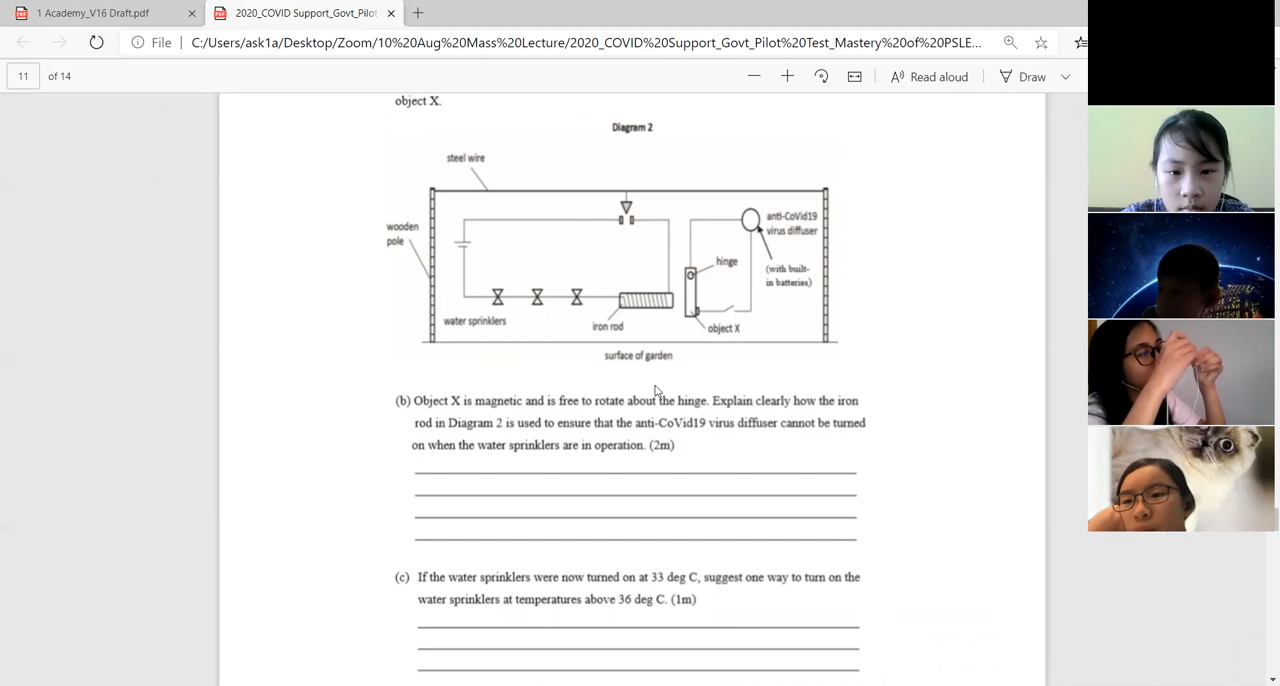 1 Academy_V16 Draft.pdf
2020_COVID Support_Govt_Pilot
File
C:/Users/ask1a/Desktop/Zoom/10%20Aug%20Mass%20Lecture/2020_COVID%20Support_Govt_Pilot%20Test_Mastery%20of%20PSLE...
11
of 14
Read aloud
Draw
object X.
Diagram 2
steel wire
wooden
pole
anti-CoVid19
virus diffuser
hinge
(with built-
in batteries)
water sprinklers
iron rod
object X
surface of garden
(b) Object X is magnetic and is free to rotate about the hinge. Explain clearly how the iron
rod in Diagram 2 is used to ensure that the anti-CoVid19 virus diffuser cannot be turned
on when the water sprinklers are in operation. (2m)
(c) If the water sprinklers were now turned on at 33 deg C, suggest one way to turn on the
water sprinklers at temperatures above 36 deg C. (1m)